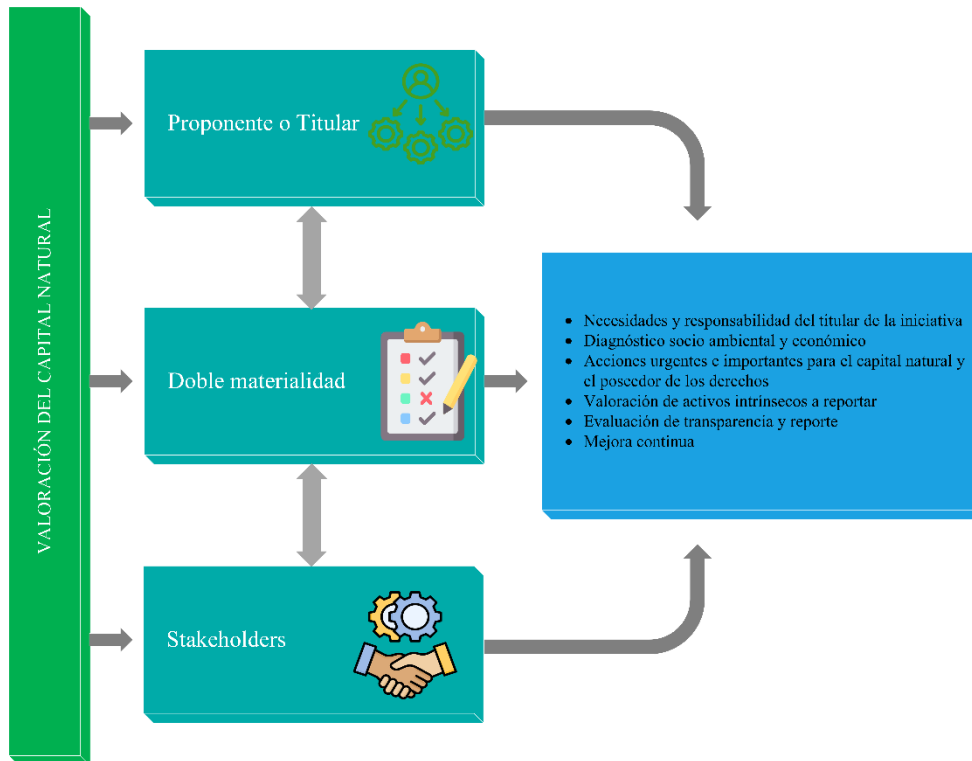 VALORACIÓN DEL CAPITAL NATURAL
Proponente o Titular
Doble materialidad
Stakeholders
• Necesidades y responsabilidad del titular de la iniciativa
• Diagnóstico socio ambiental y económico
• Acciones urgentes e importantes para el capital natural y
el poseedor de los derechos
• Valoración de activos intrínsecos a reportar
• Evaluación de transparencia y reporte
• Mejora continua